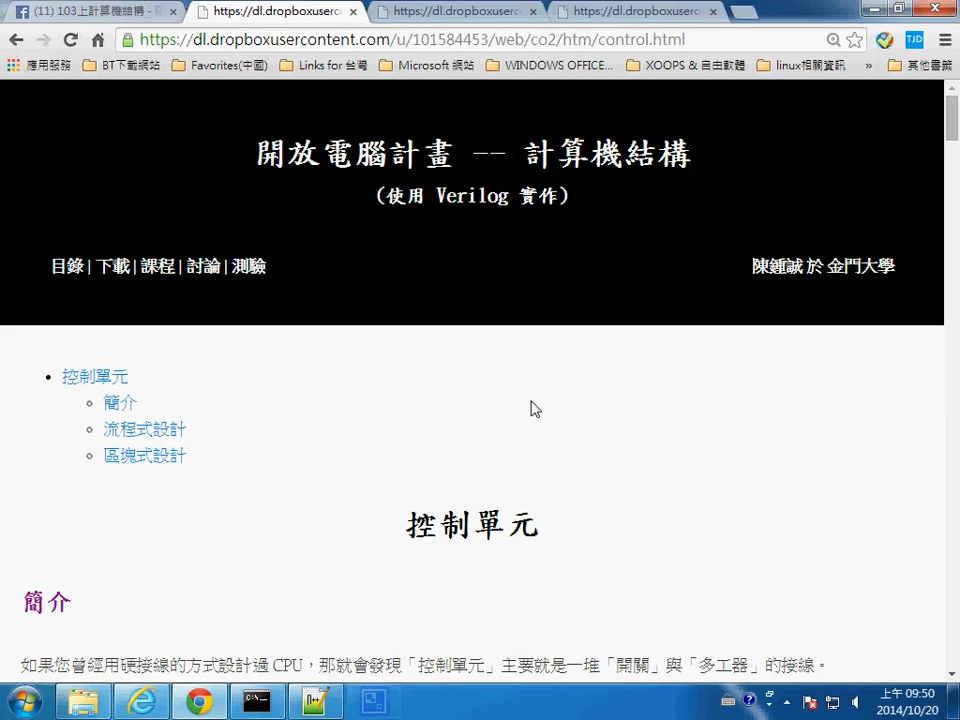 (11) 103上計算機結構 -
https://dl.dropboxuserc
https://dl.dropboxuserc
https://dl.dropboxuserc
https://dl.dropboxusercontent.com/u/101584453/web/co2/htm/control.html
TJD
應用服務
BT下載網站
Favorites(中國)
Links for 台灣
Microsoft 網站
WINDOWS OFFICE...
XOOPS & 自由軟體
linux相關資訊
»
其他書籤
開放電腦計畫 -- 計算機結構
(使用 Verilog 實作)
目錄 | 下載 | 課程 | 討論 | 測驗
陳鍾誠 於 金門大學
控制單元
簡介
流程式設計
區塊式設計
控制單元
簡介
如果您曾經用硬接線的方式設計過 CPU，那就會發現「控制單元」主要就是一堆「開關」與「多工器」的接線。
上午 09:50
2014/10/20